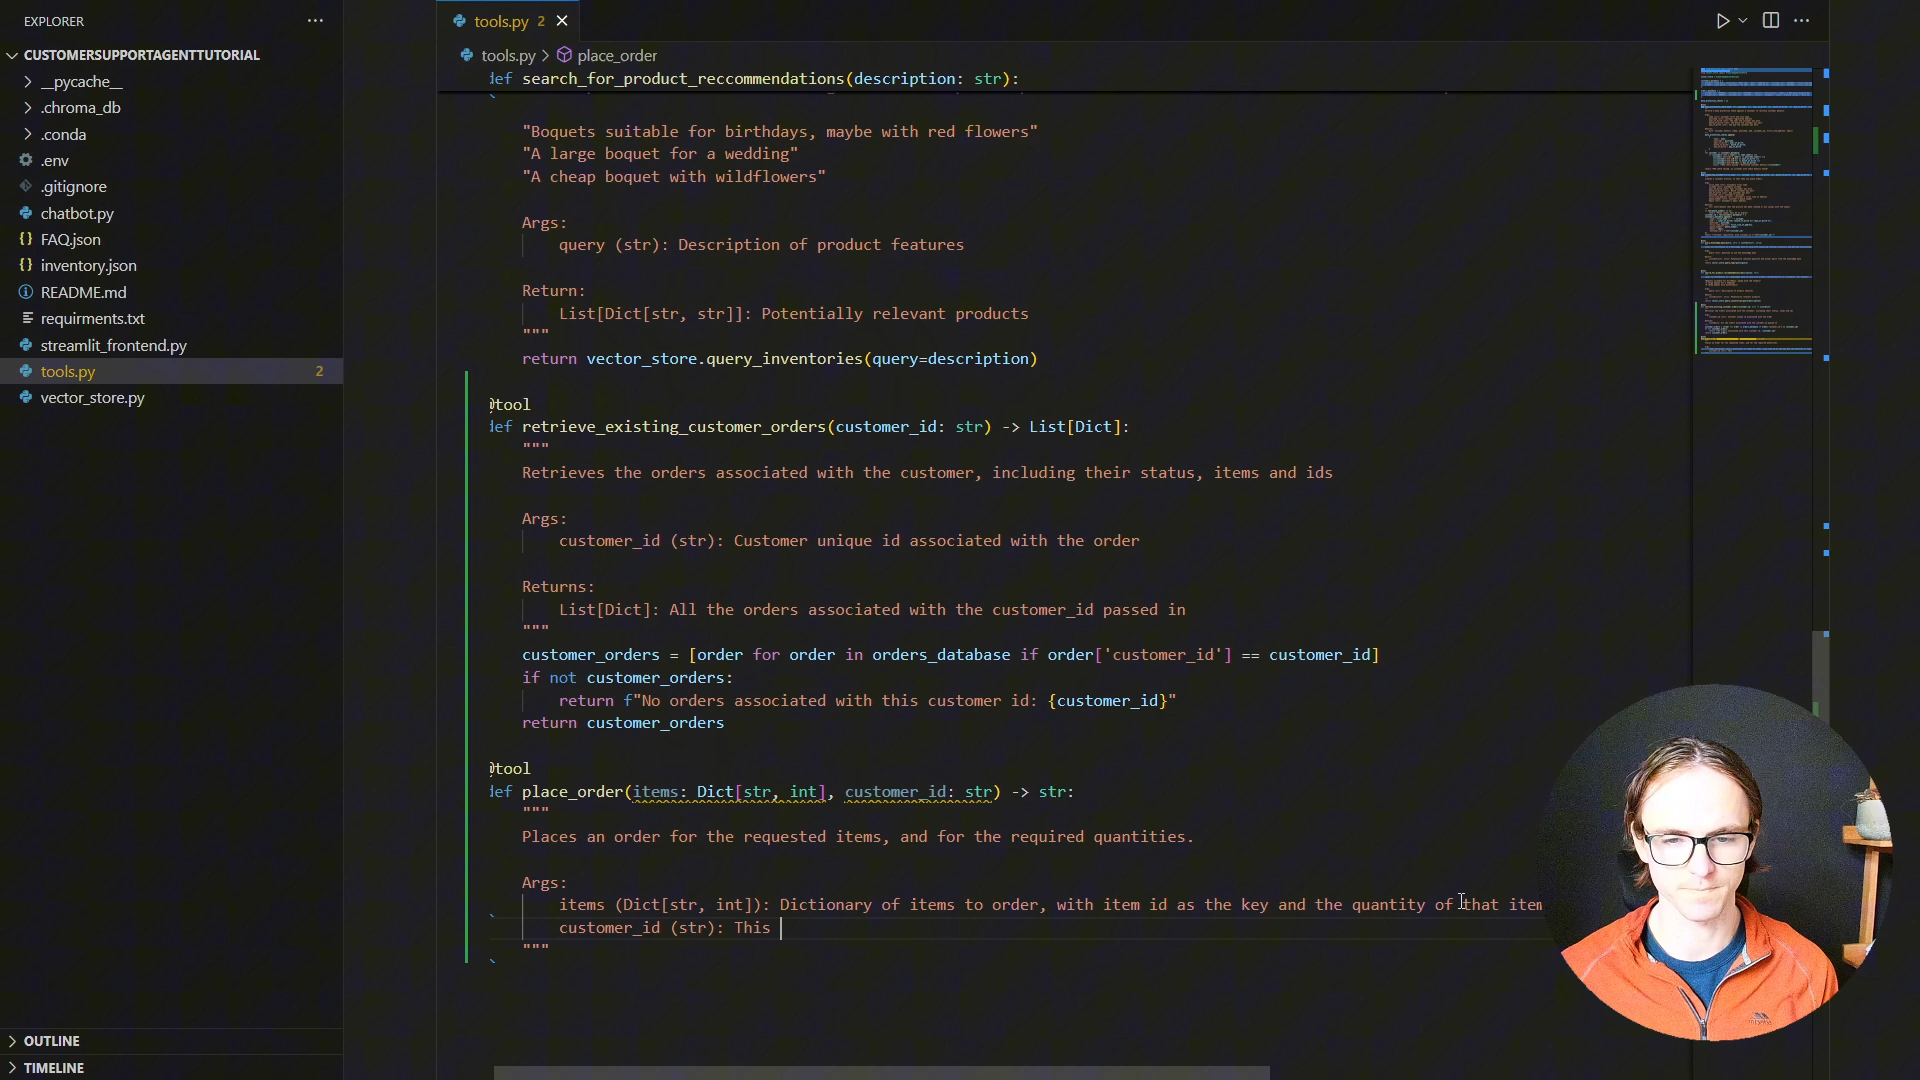 EXPLORER
CUSTOMERSUPPORTAGENTTUTORIAL
__pycache__
.chroma_db
.conda
.env
.gitignore
chatbot.py
FAQ.json
inventory.json
README.md
requirments.txt
streamlit_frontend.py
tools.py 2
vector_store.py
OUTLINE
TIMELINE
tools.py 2
tools.py > place_order
def search_for_product_reccommendations(description: str):
"Boquets suitable for birthdays, maybe with red flowers"
"A large boquet for a wedding"
"A cheap boquet with wildflowers"
Args:
query (str): Description of product features
Return:
List[Dict[str, str]]: Potentially relevant products
"""
return vector_store.query_inventories(query=description)
@tool
def retrieve_existing_customer_orders(customer_id: str) -> List[Dict]:
"""
Retrieves the orders associated with the customer, including their status, items and ids
Args:
customer_id (str): Customer unique id associated with the order
Returns:
List[Dict]: All the orders associated with the customer_id passed in
"""
customer_orders = [order for order in orders_database if order['customer_id'] == customer_id]
if not customer_orders:
return f"No orders associated with this customer id: {customer_id}"
return customer_orders
@tool
def place_order(items: Dict[str, int], customer_id: str) -> str:
"""
Places an order for the requested items, and for the required quantities.
Args:
items (Dict[str, int]): Dictionary of items to order, with item id as the key and the quantity of that item
customer_id (str): This
"""